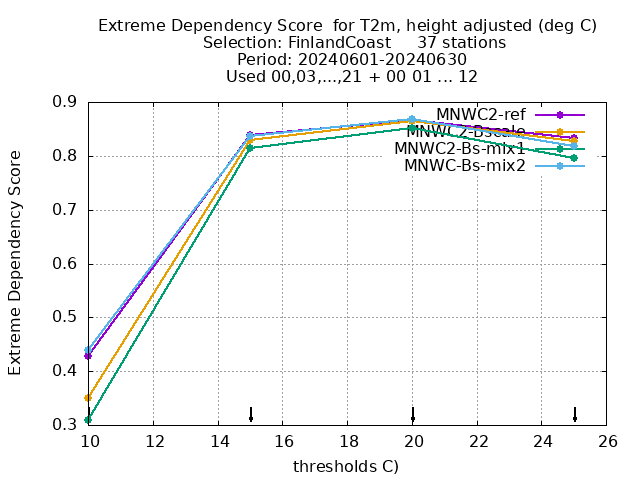 Extreme Dependency Score  for T2m, height adjusted (deg C)
Selection: FinlandCoast     37 stations
Period: 20240601-20240630
Used 00,03,...,21 + 00 01 ... 12
0.9
0.8
0.7
0.6
0.5
0.4
0.3
Extreme Dependency Score
MNWC2-ref
MNWC2-Bscale
MNWC2-Bs-mix1
MNWC-Bs-mix2
10 12 14 16 18 20 22 24 26
thresholds C)